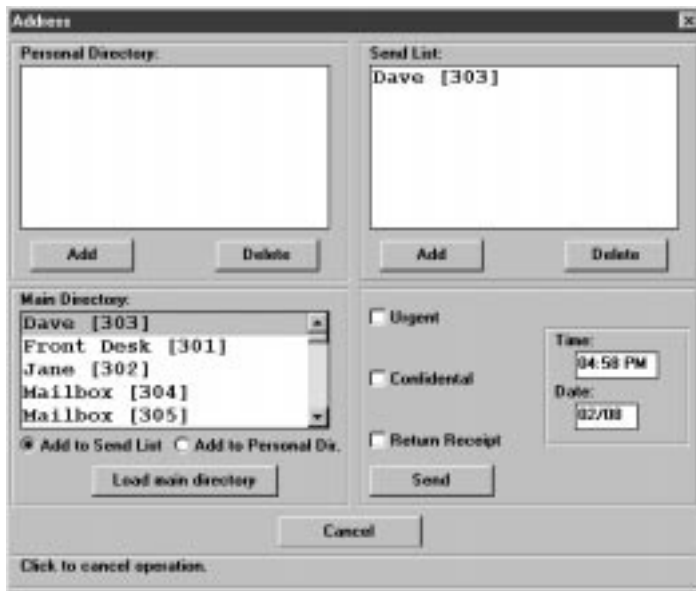 Address
Personal Directory:
Add
Delete
Send List:
Dave [303]
Add
Delete
Main Directory:
Dave [303]
Front Desk [301]
Jane [302]
Mailbox [304]
Mailbox [305]
Add to Send List
Add to Personal Dir.
Load main directory
Urgent
Confidental
Return Receipt
Time:
04:58 PM
Date:
02/08
Send
Cancel
Click to cancel operation.